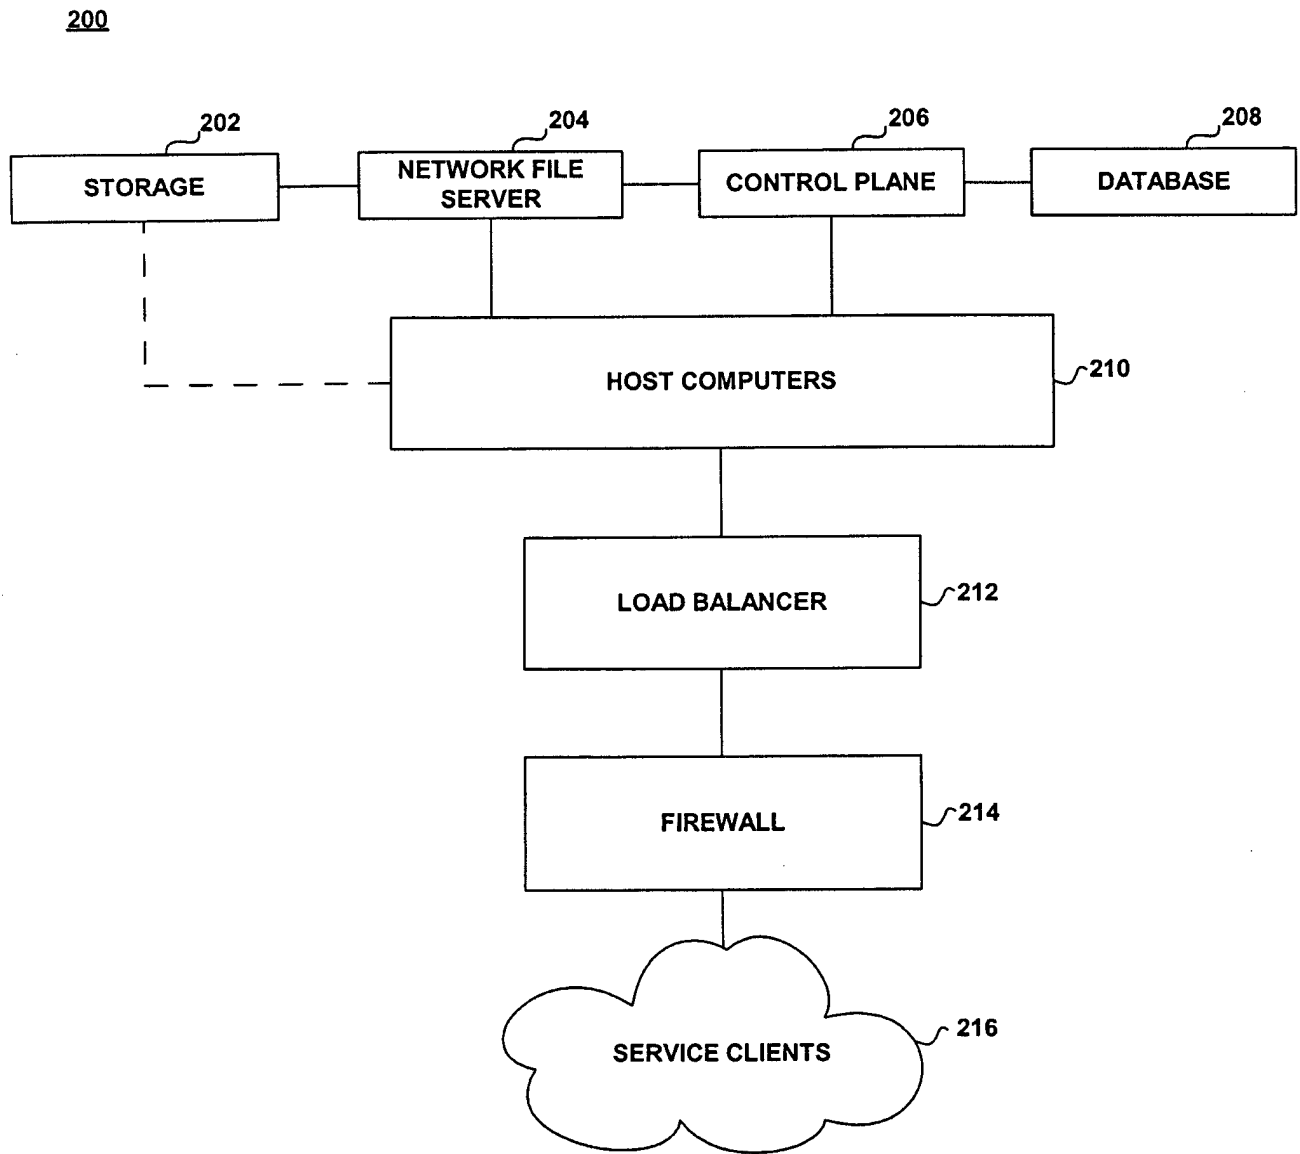 200
202
204
206
208
STORAGE
NETWORK FILE
SERVER
CONTROL PLANE
DATABASE
HOST COMPUTERS
210
LOAD BALANCER
212
FIREWALL
214
SERVICE CLIENTS
216